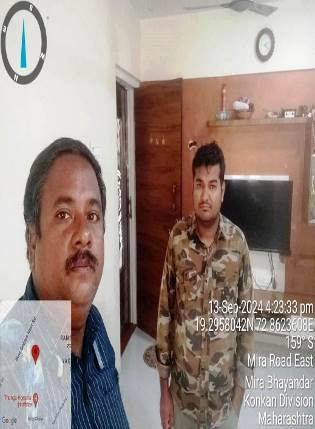 13-Sep-2024 4:23:33 pm
19.2958042N 72.8623608E
159° S
Mira Road East
Mira Bhayandar
Konkan Division
Maharashtra
Google